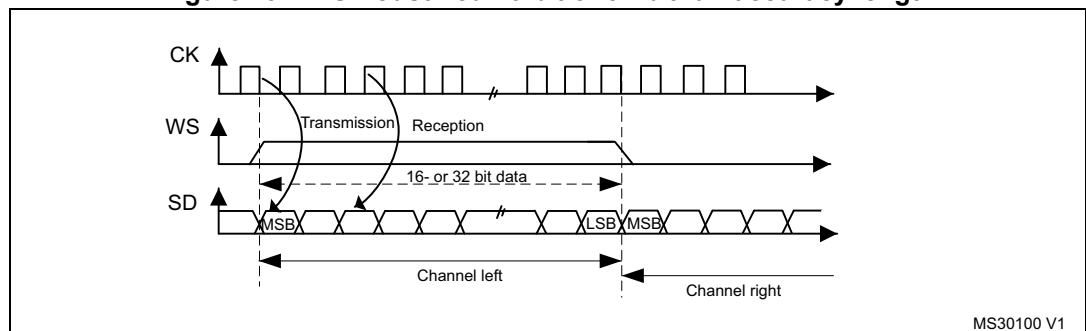 CK
Transmission
Reception
WS
16- or 32 bit data
SD
MSB
LSB
MSB
Channel left
Channel right
MS30100 V1